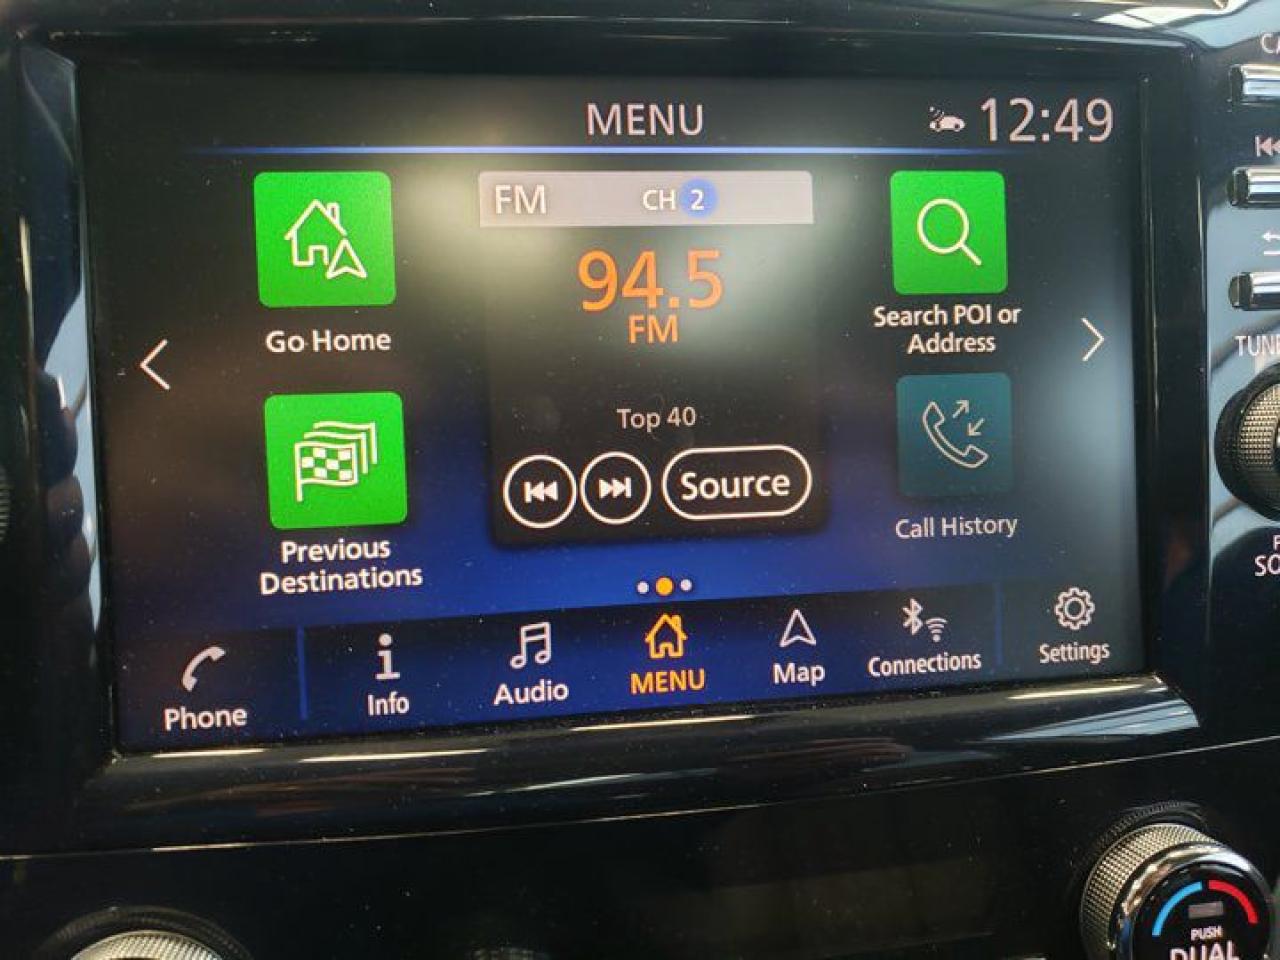 MENU
12:49
FM CH 2
94.5
FM
Top 40
Source
Go Home
Previous
Destinations
Search POI or
Address
Call History
Phone
Info
Audio
MENU
Map
Connections
Settings
TUNE
PUSH
DUAL